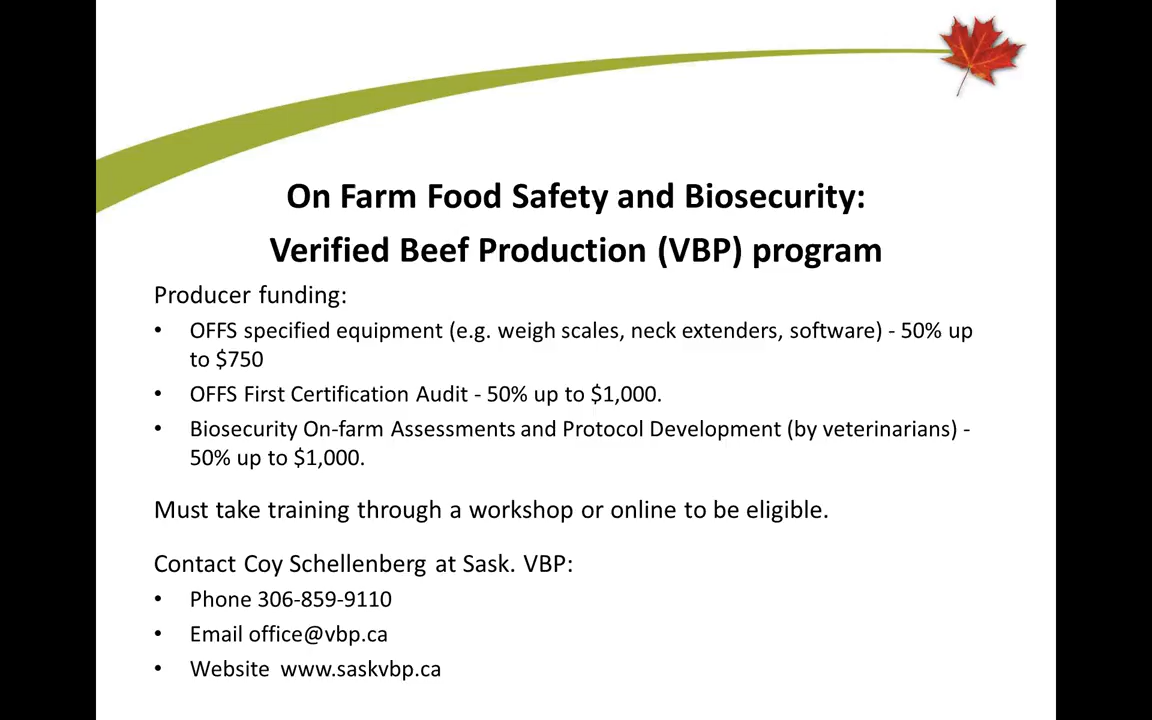 On Farm Food Safety and Biosecurity:
Verified Beef Production (VBP) program
Producer funding:
• OFFS specified equipment (e.g. weigh scales, neck extenders, software) - 50% up
to $750
• OFFS First Certification Audit - 50% up to $1,000.
• Biosecurity On-farm Assessments and Protocol Development (by veterinarians) -
50% up to $1,000.
Must take training through a workshop or online to be eligible.
Contact Coy Schellenberg at Sask. VBP:
• Phone 306-859-9110
• Email office@vbp.ca
• Website www.saskvbp.ca